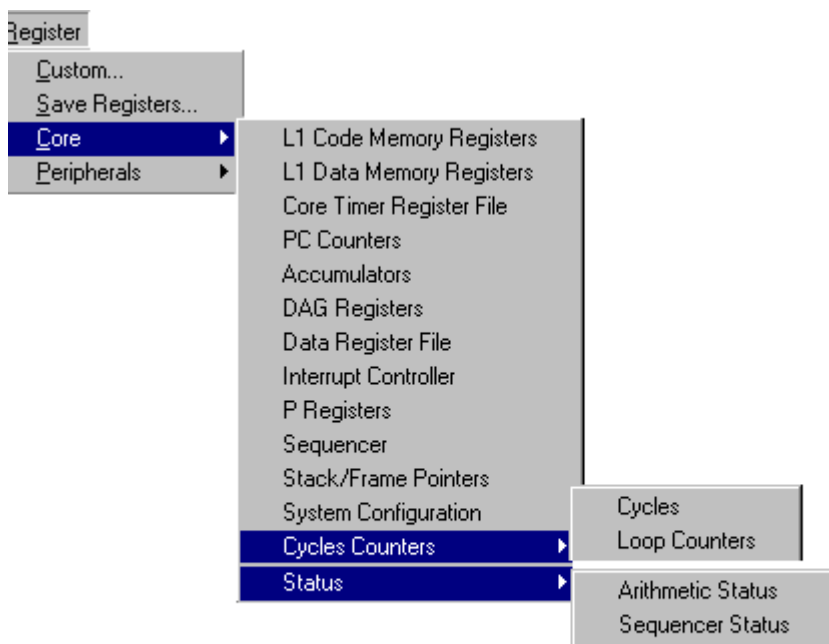 Register
Custom...
Save Registers...
Core
Peripherals
L1 Code Memory Registers
L1 Data Memory Registers
Core Timer Register File
PC Counters
Accumulators
DAG Registers
Data Register File
Interrupt Controller
P Registers
Sequencer
Stack/Frame Pointers
System Configuration
Cycles Counters
Status
Cycles
Loop Counters
Arithmetic Status
Sequencer Status